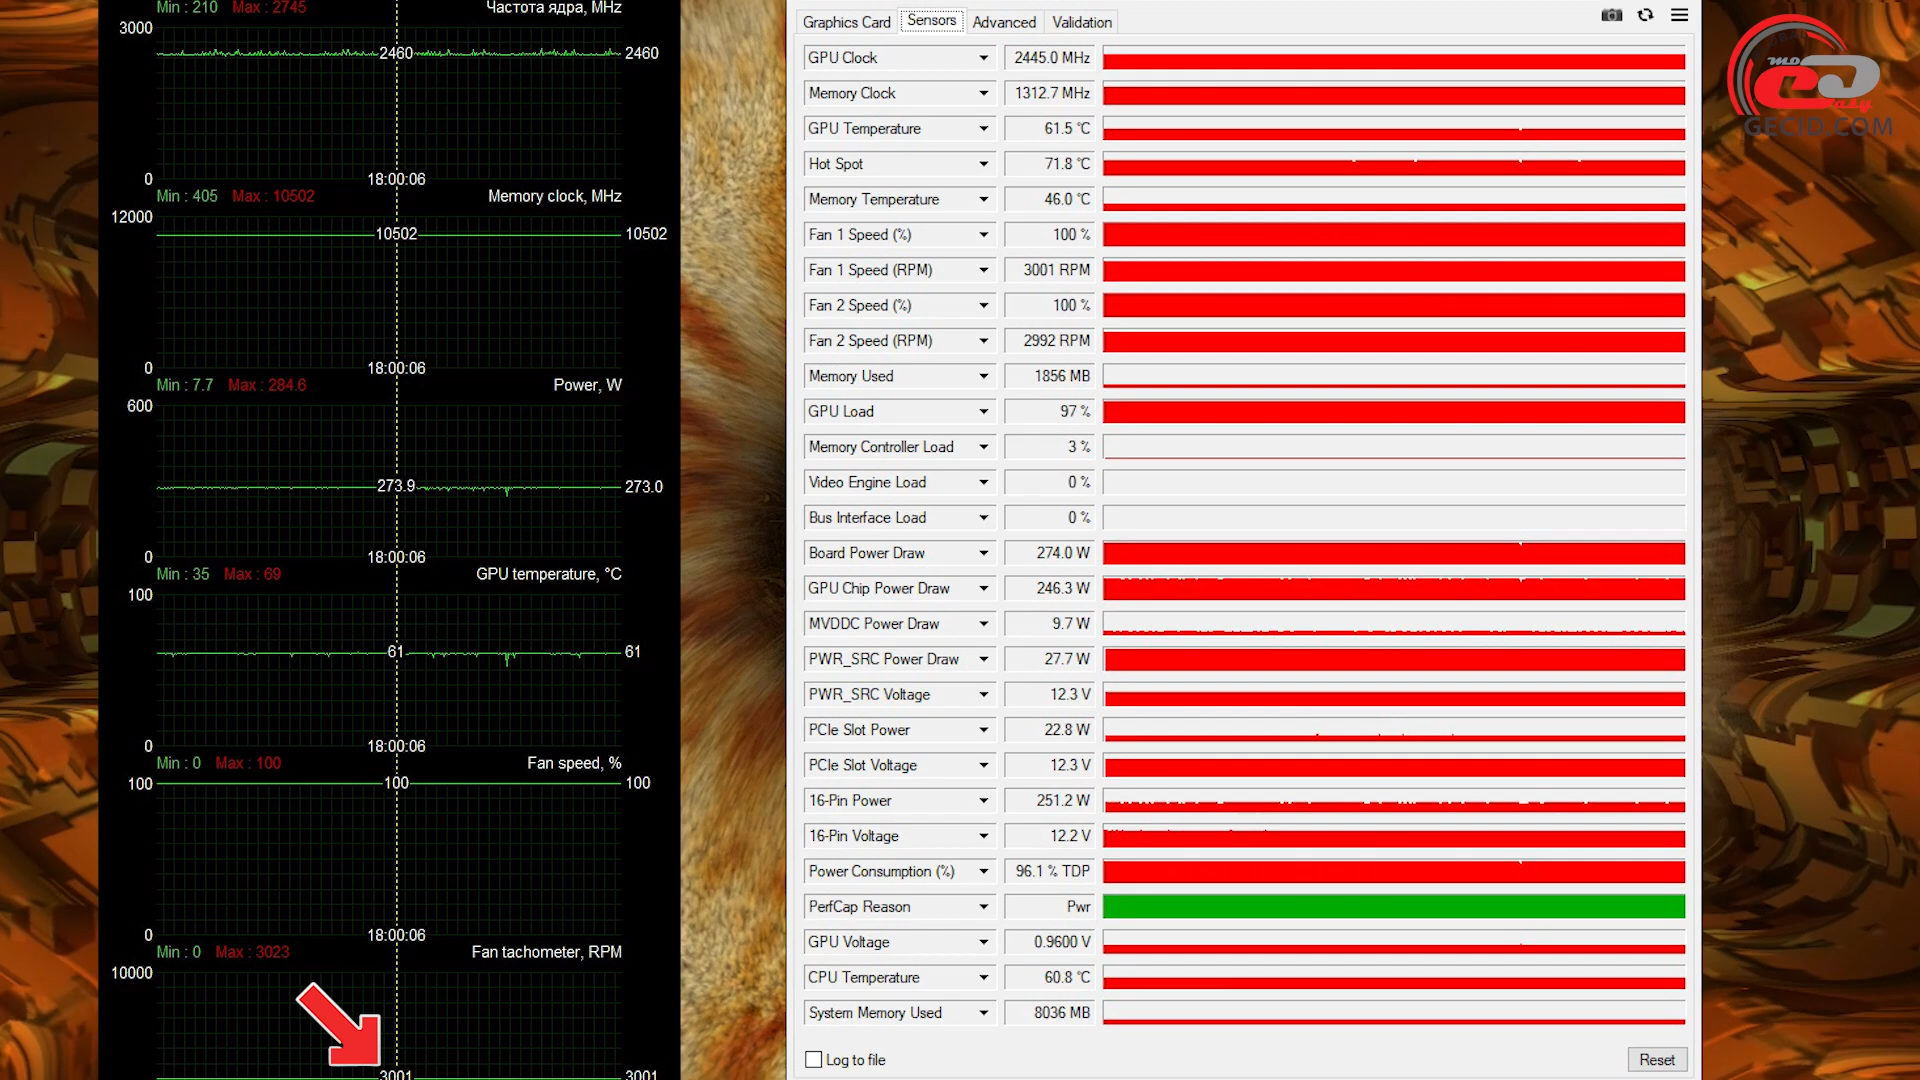 Min : 210 Max : 2745 Частота ядра, MHz
3000
2460 2460
0 18:00:06
Min : 405 Max : 10502 Memory clock, MHz
12000
10502 10502
0 18:00:06
Min : 7.7 Max : 284.6 Power, W
600
273.9 273.0
0 18:00:06
Min : 35 Max : 69 GPU temperature, °C
100
61 61
0 18:00:06
Min : 0 Max : 100 Fan speed, %
100 100 100
0 18:00:06
Min : 0 Max : 3023 Fan tachometer, RPM
10000
3001 3001
Graphics Card Sensors Advanced Validation
GPU Clock 2445.0 MHz
Memory Clock 1312.7 MHz
GPU Temperature 61.5 °C
Hot Spot 71.8 °C
Memory Temperature 46.0 °C
Fan 1 Speed (%) 100 %
Fan 1 Speed (RPM) 3001 RPM
Fan 2 Speed (%) 100 %
Fan 2 Speed (RPM) 2992 RPM
Memory Used 1856 MB
GPU Load 97 %
Memory Controller Load 3 %
Video Engine Load 0 %
Bus Interface Load 0 %
Board Power Draw 274.0 W
GPU Chip Power Draw 246.3 W
MVDDC Power Draw 9.7 W
PWR_SRC Power Draw 27.7 W
PWR_SRC Voltage 12.3 V
PCIe Slot Power 22.8 W
PCIe Slot Voltage 12.3 V
16-Pin Power 251.2 W
16-Pin Voltage 12.2 V
Power Consumption (%) 96.1 % TDP
PerfCap Reason Pwr
GPU Voltage 0.9600 V
CPU Temperature 60.8 °C
System Memory Used 8036 MB
Log to file Reset
GECID.COM